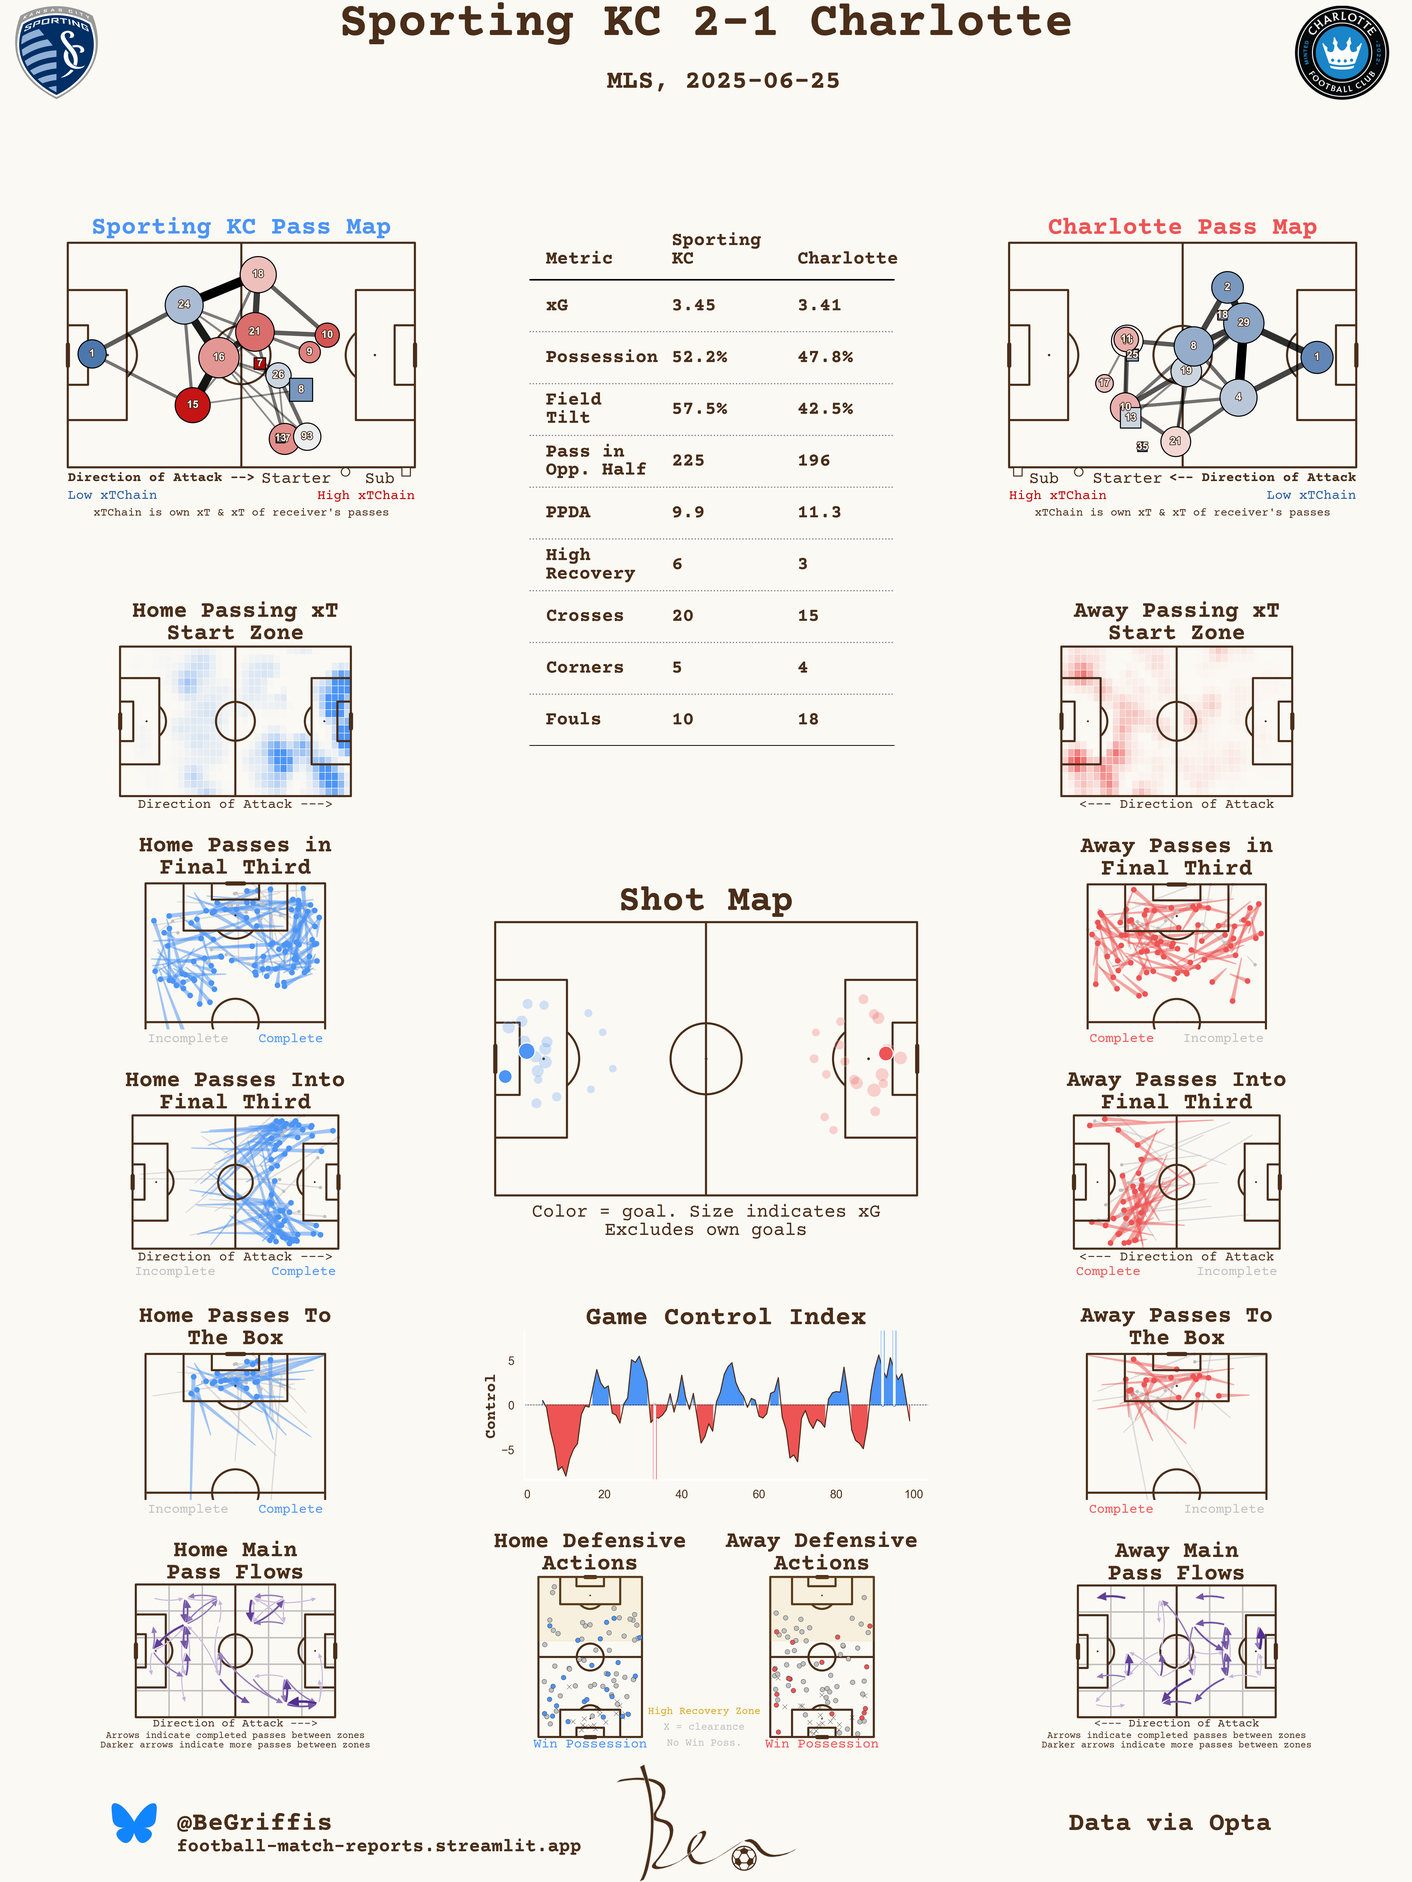 Sporting KC 2-1 Charlotte
MLS, 2025-06-25
KANSAS CITY
SPORTING
CHARLOTTE
MINTED
2022
FOOTBALL CLUB
Sporting KC Pass Map
1
24
18
21
10
9
16
7
26
8
15
93
Direction of Attack --> Starter Sub
Low xTChain High xTChain
xTChain is own xT & xT of receiver's passes
Metric Sporting KC Charlotte
xG 3.45 3.41
Possession 52.2% 47.8%
Field Tilt 57.5% 42.5%
Pass in Opp. Half 225 196
PPDA 9.9 11.3
High Recovery 6 3
Crosses 20 15
Corners 5 4
Fouls 10 18
Charlotte Pass Map
2
18
29
11
25
8
1
19
17
10
13
4
21
35
Sub Starter <-- Direction of Attack
High xTChain Low xTChain
xTChain is own xT & xT of receiver's passes
Home Passing xT
Start Zone
Direction of Attack --->
Away Passing xT
Start Zone
<--- Direction of Attack
Home Passes in
Final Third
Incomplete Complete
Away Passes in
Final Third
Complete Incomplete
Shot Map
Color = goal. Size indicates xG
Excludes own goals
Home Passes Into
Final Third
Direction of Attack --->
Incomplete Complete
Away Passes Into
Final Third
<--- Direction of Attack
Complete Incomplete
Home Passes To
The Box
Incomplete Complete
Game Control Index
Control
5
0
−5
0 20 40 60 80 100
Away Passes To
The Box
Complete Incomplete
Home Main
Pass Flows
Direction of Attack --->
Arrows indicate completed passes between zones
Darker arrows indicate more passes between zones
Home Defensive
Actions
Win Possession
High Recovery Zone
X = clearance
No Win Poss.
Away Defensive
Actions
Win Possession
Away Main
Pass Flows
<--- Direction of Attack
Arrows indicate completed passes between zones
Darker arrows indicate more passes between zones
@BeGriffis
football-match-reports.streamlit.app
Ben
Data via Opta